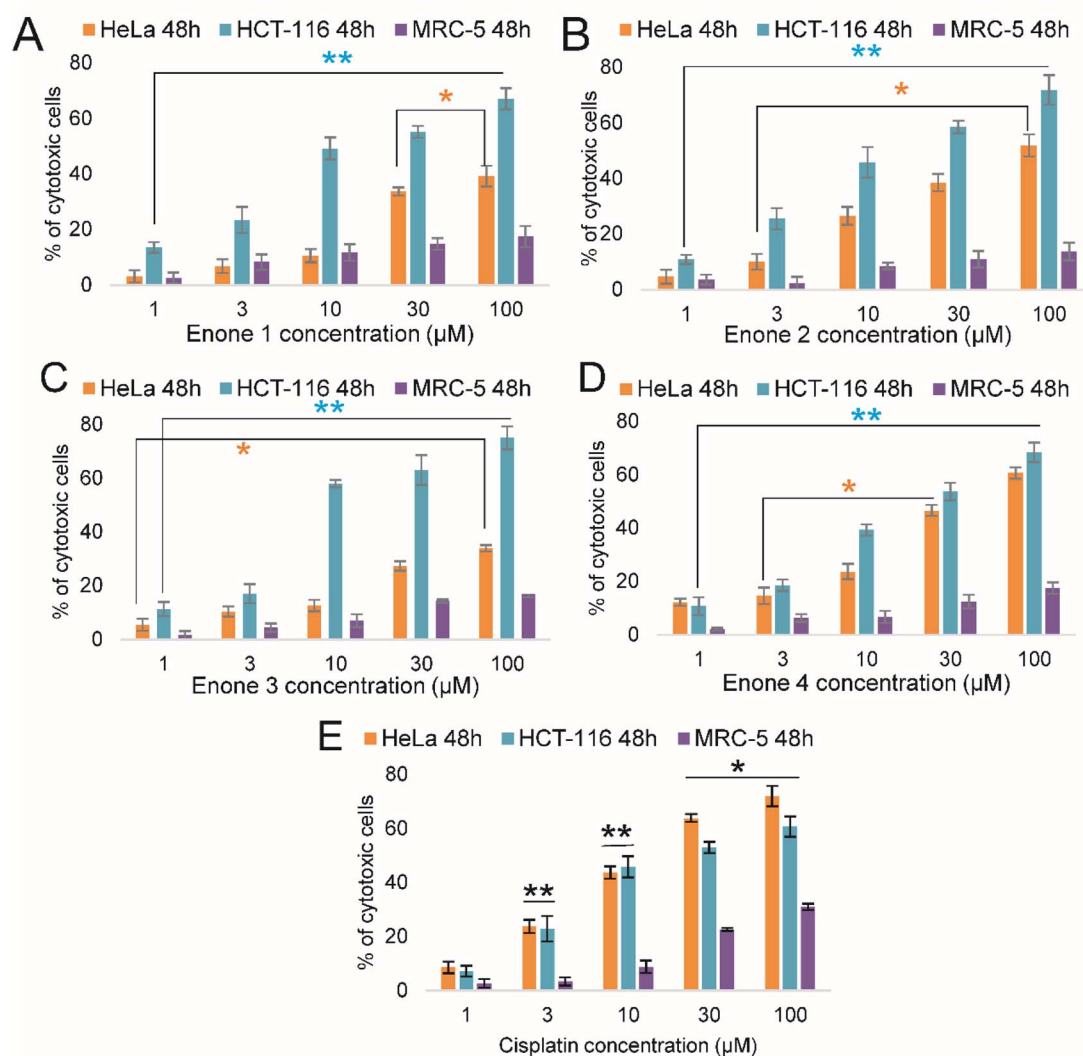 A
HeLa 48h HCT-116 48h MRC-5 48h
80
**
60
*
40
20
0
% of cytotoxic cells
1 3 10 30 100
Enone 1 concentration (µM)
B
HeLa 48h HCT-116 48h MRC-5 48h
80
**
60
*
40
20
0
% of cytotoxic cells
1 3 10 30 100
Enone 2 concentration (µM)
C
HeLa 48h HCT-116 48h MRC-5 48h
80
**
*
60
40
20
0
% of cytotoxic cells
1 3 10 30 100
Enone 3 concentration (µM)
D
HeLa 48h HCT-116 48h MRC-5 48h
80
**
60
*
40
20
0
% of cytotoxic cells
1 3 10 30 100
Enone 4 concentration (µM)
E
HeLa 48h HCT-116 48h MRC-5 48h
80
*
60
**
40
**
20
0
% of cytotoxic cells
1 3 10 30 100
Cisplatin concentration (µM)